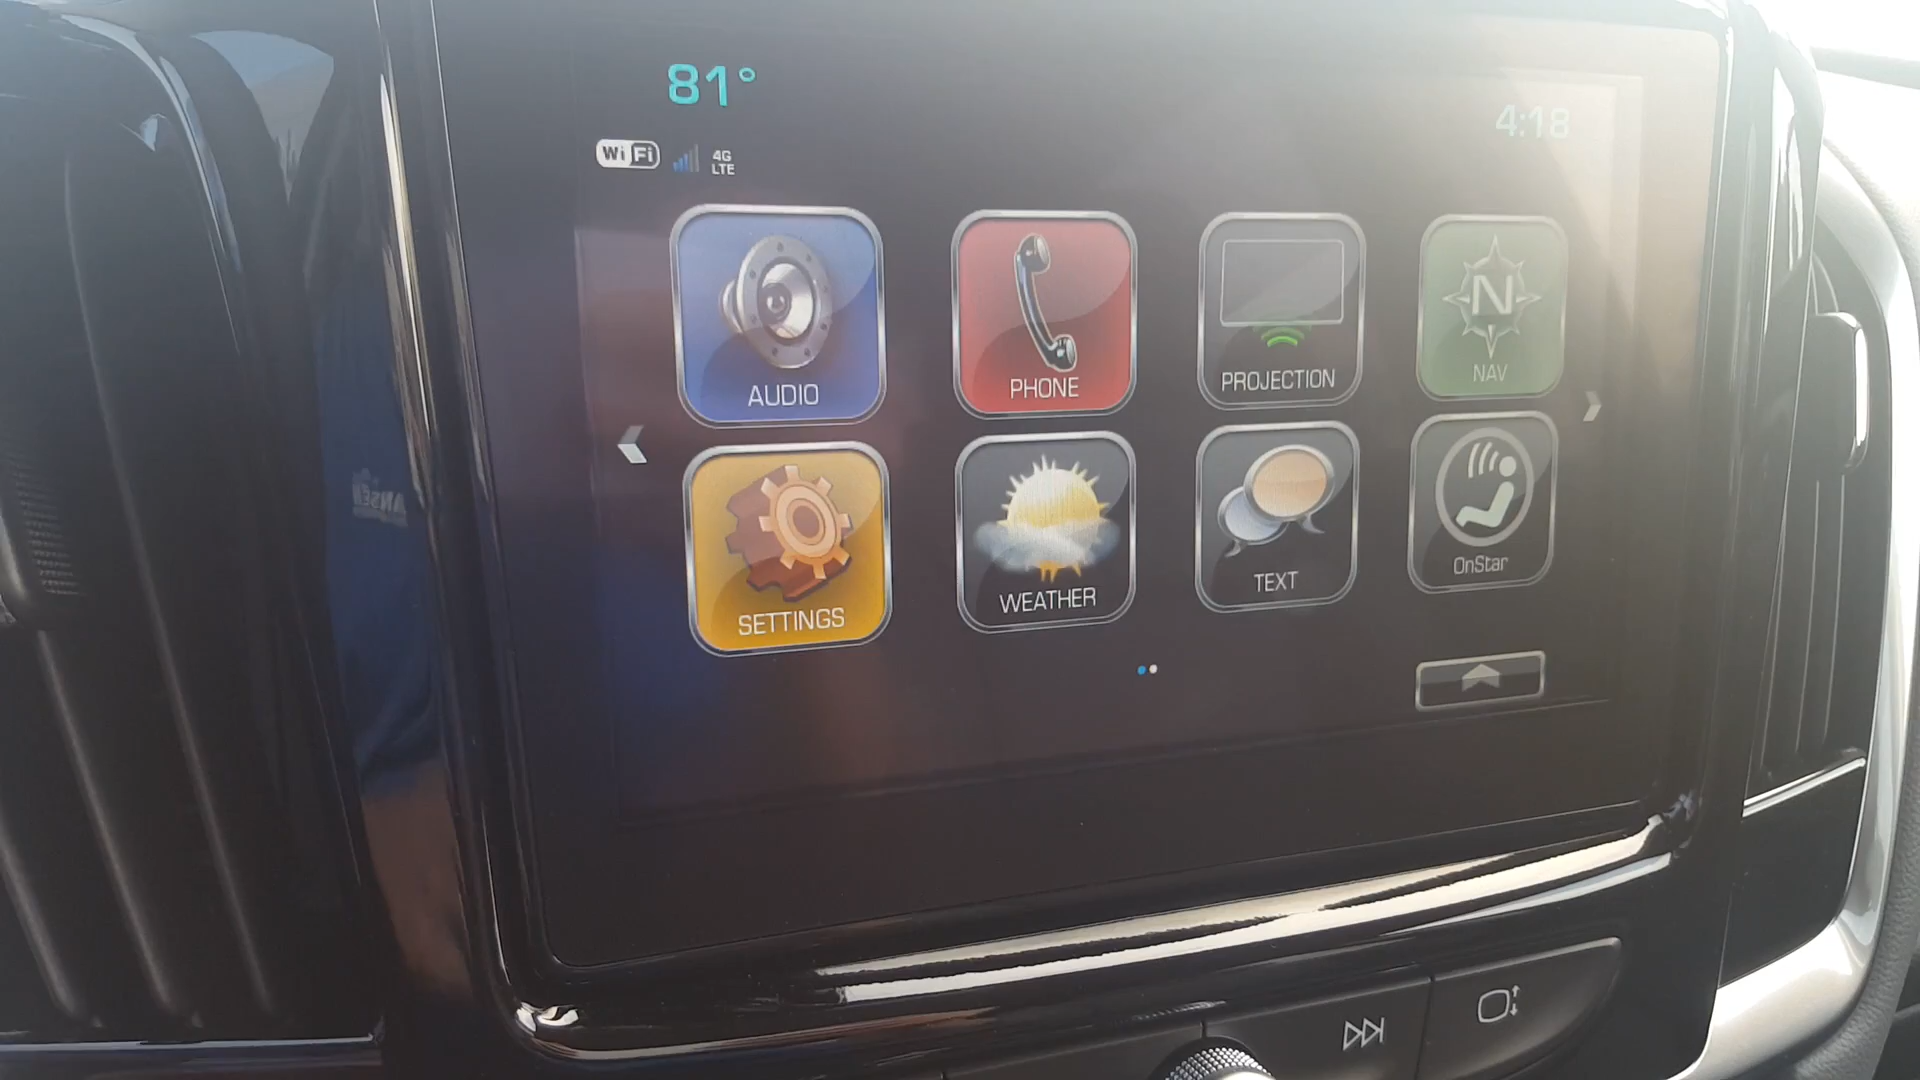 81°
4:18
WiFi
4G
LTE
AUDIO
PHONE
PROJECTION
N
NAV
SETTINGS
WEATHER
TEXT
OnStar